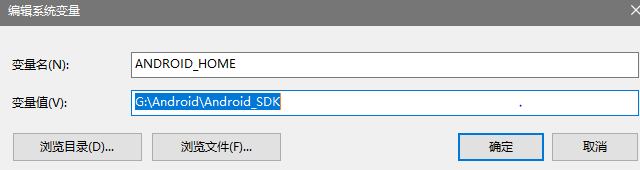 编辑系统变量
变量名(N): ANDROID_HOME
变量值(V): G:\Android\Android_SDK
浏览目录(D)... 浏览文件(F)... 确定 取消